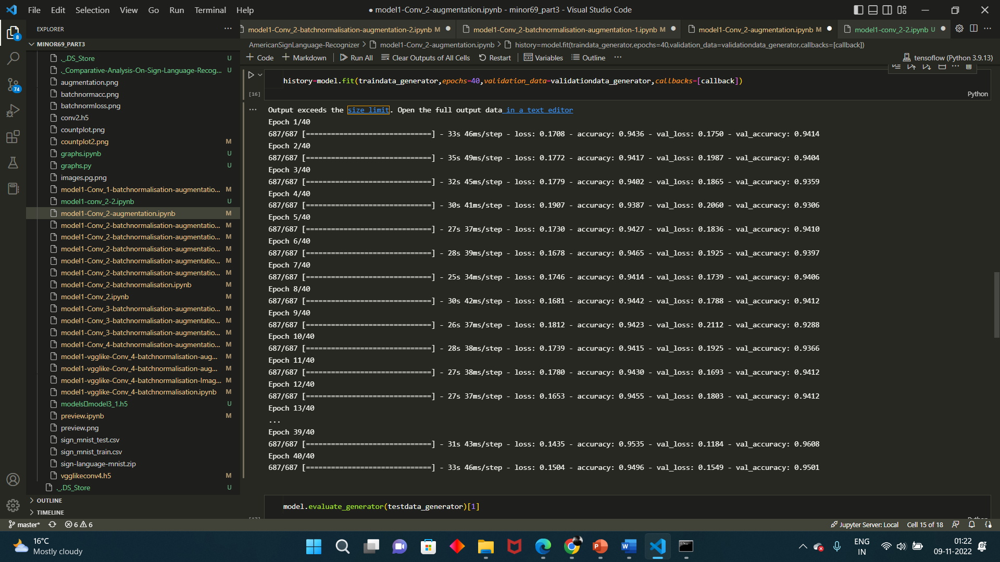 File Edit Selection View Go Run Terminal Help
● model1-Conv_2-augmentation.ipynb - minor69_part3 - Visual Studio Code
EXPLORER ...
model1-Conv_2-batchnormalisation-augmentation-2.ipynb M ●
model1-Conv_2-batchnormalisation-augmentation-1.ipynb M ●
model1-Conv_2-augmentation.ipynb M ●
model1-conv_2-2.ipynb U ●
MINOR69_PART3
AmericanSignLanguage-Recognizer > model1-Conv_2-augmentation.ipynb > history=model.fit(traindata_generator,epochs=40,validation_data=validationdata_generator,callbacks=[callback])
+ Code + Markdown Run All Clear Outputs of All Cells Restart Variables Outline ...
tensoflow (Python 3.9.13)
._.DS_Store U
._Comparative-Analysis-On-Sign-Language-Recog... U
augmentation.png
batchnormacc.png
batchnormloss.png
conv2.h5
countplot.png
countplot2.png M
graphs.ipynb U
graphs.py U
images.pg.png
model1-Conv_1-batchnormalisation-augmentatio... M
model1-conv_2-2.ipynb U
model1-Conv_2-augmentation.ipynb M
model1-Conv_2-batchnormalisation-augmentatio... M
model1-Conv_2-batchnormalisation-augmentatio... M
model1-Conv_2-batchnormalisation-augmentatio... M
model1-Conv_2-batchnormalisation-augmentatio... M
model1-Conv_2-batchnormalisation-augmentatio... M
model1-Conv_2-batchnormalisation.ipynb M
model1-Conv_2.ipynb M
model1-Conv_3-batchnormalisation-augmentatio... M
model1-Conv_3-batchnormalisation-augmentatio... M
model1-Conv_3-batchnormalisation-augmentatio... M
model1-Conv_4-batchnormalisation-augmentatio... M
model1-vgglike-Conv_4-batchnormalisation-aug... M
model1-vgglike-Conv_4-batchnormalisation-aug... M
model1-vgglike-Conv_4-batchnormalisation-Imag... M
model1-vgglike-Conv_4-batchnormalisation.ipynb M
models□model3_1.h5 U
preview.ipynb M
preview.png
sign_mnist_test.csv
sign_mnist_train.csv
sign-language-mnist.zip
vgglikeconv4.h5 M
._.DS_Store U
OUTLINE
TIMELINE
history=model.fit(traindata_generator,epochs=40,validation_data=validationdata_generator,callbacks=[callback])
[16]
Python
Output exceeds the size limit. Open the full output data in a text editor
Epoch 1/40
687/687 [==============================] - 33s 46ms/step - loss: 0.1708 - accuracy: 0.9436 - val_loss: 0.1750 - val_accuracy: 0.9414
Epoch 2/40
687/687 [==============================] - 35s 49ms/step - loss: 0.1772 - accuracy: 0.9417 - val_loss: 0.1987 - val_accuracy: 0.9404
Epoch 3/40
687/687 [==============================] - 32s 45ms/step - loss: 0.1779 - accuracy: 0.9402 - val_loss: 0.1865 - val_accuracy: 0.9359
Epoch 4/40
687/687 [==============================] - 30s 41ms/step - loss: 0.1907 - accuracy: 0.9387 - val_loss: 0.2060 - val_accuracy: 0.9306
Epoch 5/40
687/687 [==============================] - 27s 37ms/step - loss: 0.1730 - accuracy: 0.9427 - val_loss: 0.1836 - val_accuracy: 0.9410
Epoch 6/40
687/687 [==============================] - 28s 39ms/step - loss: 0.1678 - accuracy: 0.9465 - val_loss: 0.1925 - val_accuracy: 0.9397
Epoch 7/40
687/687 [==============================] - 25s 34ms/step - loss: 0.1746 - accuracy: 0.9414 - val_loss: 0.1739 - val_accuracy: 0.9406
Epoch 8/40
687/687 [==============================] - 30s 42ms/step - loss: 0.1681 - accuracy: 0.9442 - val_loss: 0.1788 - val_accuracy: 0.9412
Epoch 9/40
687/687 [==============================] - 26s 37ms/step - loss: 0.1812 - accuracy: 0.9423 - val_loss: 0.2112 - val_accuracy: 0.9288
Epoch 10/40
687/687 [==============================] - 28s 38ms/step - loss: 0.1739 - accuracy: 0.9415 - val_loss: 0.1925 - val_accuracy: 0.9366
Epoch 11/40
687/687 [==============================] - 27s 38ms/step - loss: 0.1780 - accuracy: 0.9430 - val_loss: 0.1693 - val_accuracy: 0.9412
Epoch 12/40
687/687 [==============================] - 27s 37ms/step - loss: 0.1653 - accuracy: 0.9455 - val_loss: 0.1803 - val_accuracy: 0.9412
Epoch 13/40
...
Epoch 39/40
687/687 [==============================] - 31s 43ms/step - loss: 0.1435 - accuracy: 0.9535 - val_loss: 0.1184 - val_accuracy: 0.9608
Epoch 40/40
687/687 [==============================] - 33s 46ms/step - loss: 0.1504 - accuracy: 0.9496 - val_loss: 0.1549 - val_accuracy: 0.9501
model.evaluate_generator(testdata_generator)[1]
8
74
master* 6 6
Jupyter Server: Local Cell 15 of 18
16°C
Mostly cloudy
ENG
IN
01:22
09-11-2022